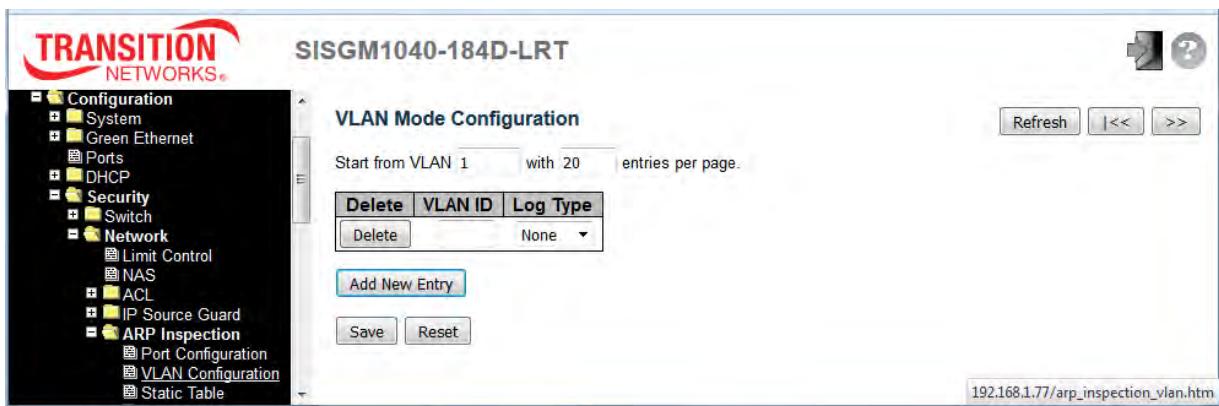 TRANSITION
NETWORKS®
SISGM1040-184D-LRT
Configuration
System
Green Ethernet
Ports
DHCP
Security
Switch
Network
Limit Control
NAS
ACL
IP Source Guard
ARP Inspection
Port Configuration
VLAN Configuration
Static Table
VLAN Mode Configuration
Refresh |<< >>
Start from VLAN 1 with 20 entries per page.
Delete VLAN ID Log Type
Delete None
Add New Entry
Save Reset
192.168.1.77/arp_inspection_vlan.htm